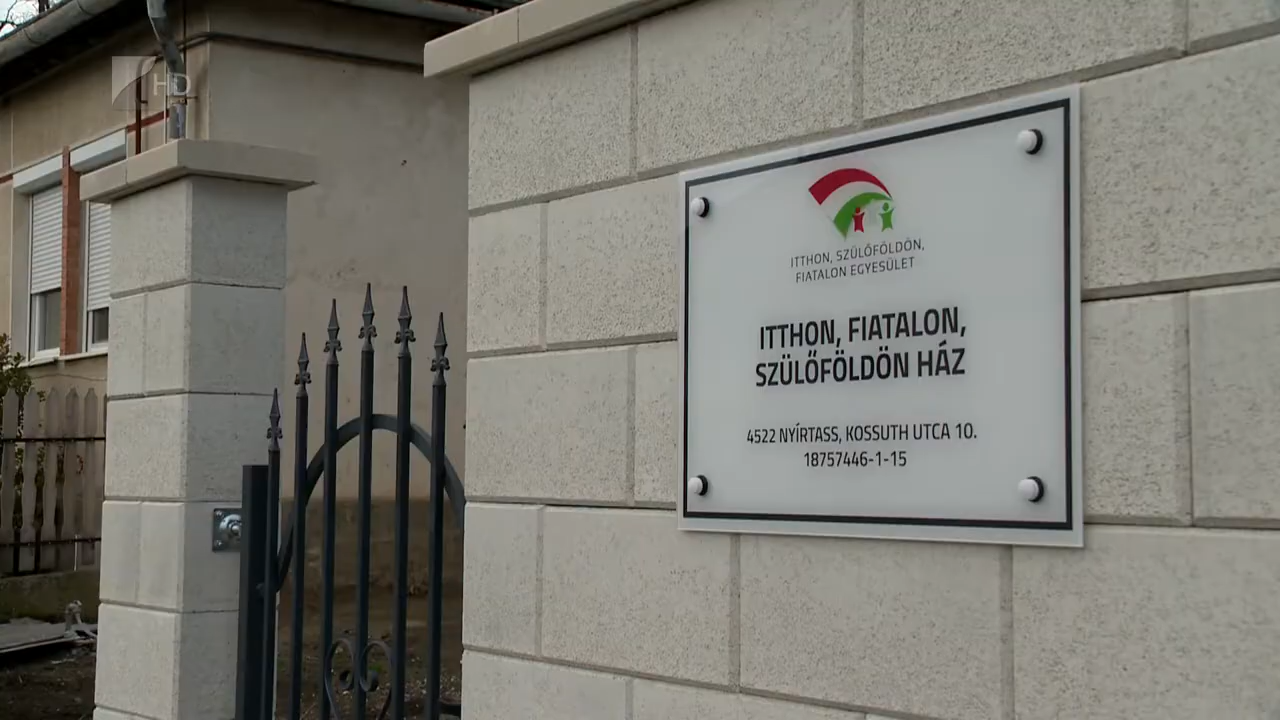 HD
ITTHON, SZÜLŐFÖLDÖN,
FIATALON EGYESÜLET
ITTHON, FIATALON,
SZÜLŐFÖLDÖN HÁZ
4522 NYÍRTASS, KOSSUTH UTCA 10.
18757446-1-15